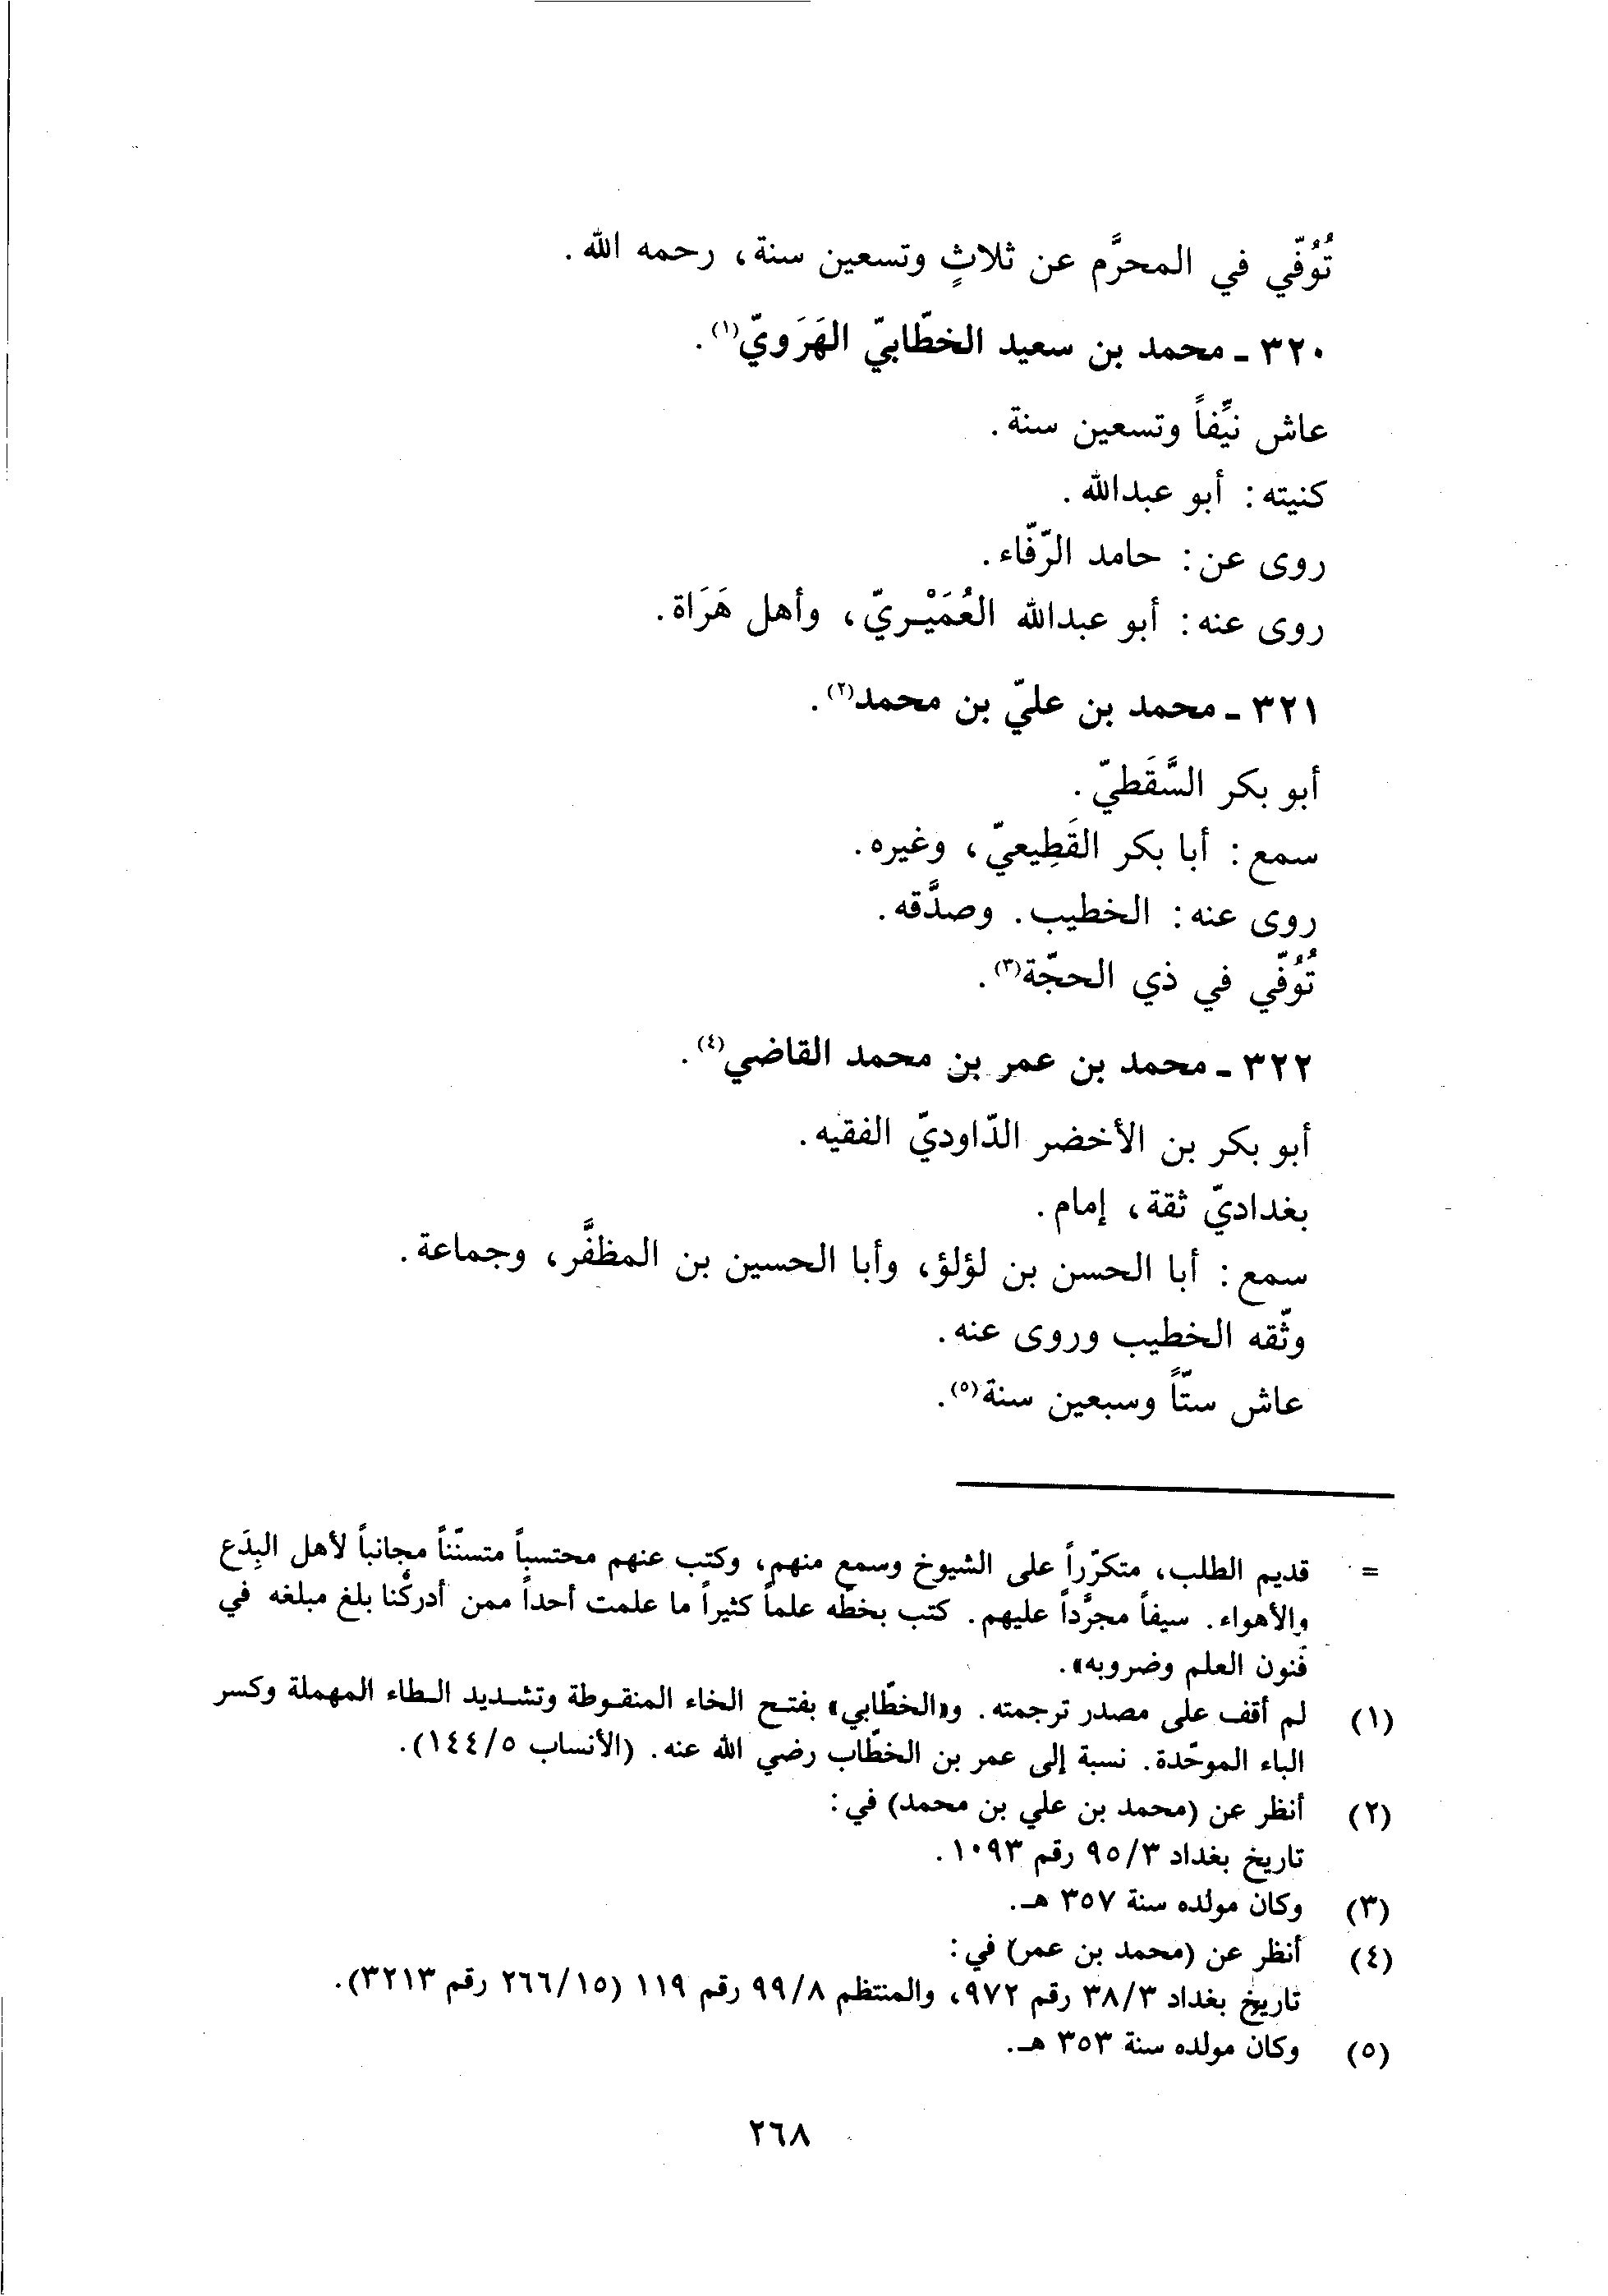 تُوُفّي في المحرَّم عن ثلاثٍ وتسعين سنة، رحمه الله.
٣٢٠ ـ محمد بن سعيد الخطّابيّ الهَرَويّ(١).
عاش نيِّفاً وتسعين سنة.
كنيته: أبو عبدالله.
روى عن: حامد الرّفّاء.
روى عنه: أبو عبدالله العُمَيْريّ، وأهل هَرَاة.
٣٢١ ـ محمد بن عليّ بن محمد(٢).
أبو بكر السَّقَطيّ.
سمع: أبا بكر القَطِيعيّ، وغيره.
روى عنه: الخطيب. وصدَّقه.
تُوُفّي في ذي الحجّة(٣).
٣٢٢ ـ محمد بن عمر بن محمد القاضي(٤).
أبو بكر بن الأخضر الدّاوديّ الفقيه.
بغداديّ ثقة، إمام.
سمع: أبا الحسن بن لؤلؤ، وأبا الحسين بن المظفَّر، وجماعة.
وثّقه الخطيب وروى عنه.
عاش ستّاً وسبعين سنة(٥).
= قديم الطلب، متكرّراً على الشيوخ وسمع منهم، وكتب عنهم محتسباً متسنّناً مجانباً لأهل البِدَع
والأهواء. سيفاً مجرَّداً عليهم. كتب بخطّه علماً كثيراً ما علمت أحداً ممن أدركْنا بلغ مبلغه في
فنون العلم وضروبه».
(١) لم أقف على مصدر ترجمته. و«الخطّابي» بفتح الخاء المنقوطة وتشديد الطاء المهملة وكسر
الباء الموحّدة. نسبة إلى عمر بن الخطّاب رضي الله عنه. (الأنساب ٥/١٤٤).
(٢) أنظر عن (محمد بن علي بن محمد) في:
تاريخ بغداد ٣/٩٥ رقم ١٠٩٣.
(٣) وكان مولده سنة ٣٥٧ هـ.
(٤) أنظر عن (محمد بن عمر) في:
تاريخ بغداد ٣/٣٨ رقم ٩٧٢، والمنتظم ٨/٩٩ رقم ١١٩ (١٥/٢٦٦ رقم ٣٢١٣).
(٥) وكان مولده سنة ٣٥٣ هـ.
٢٦٨